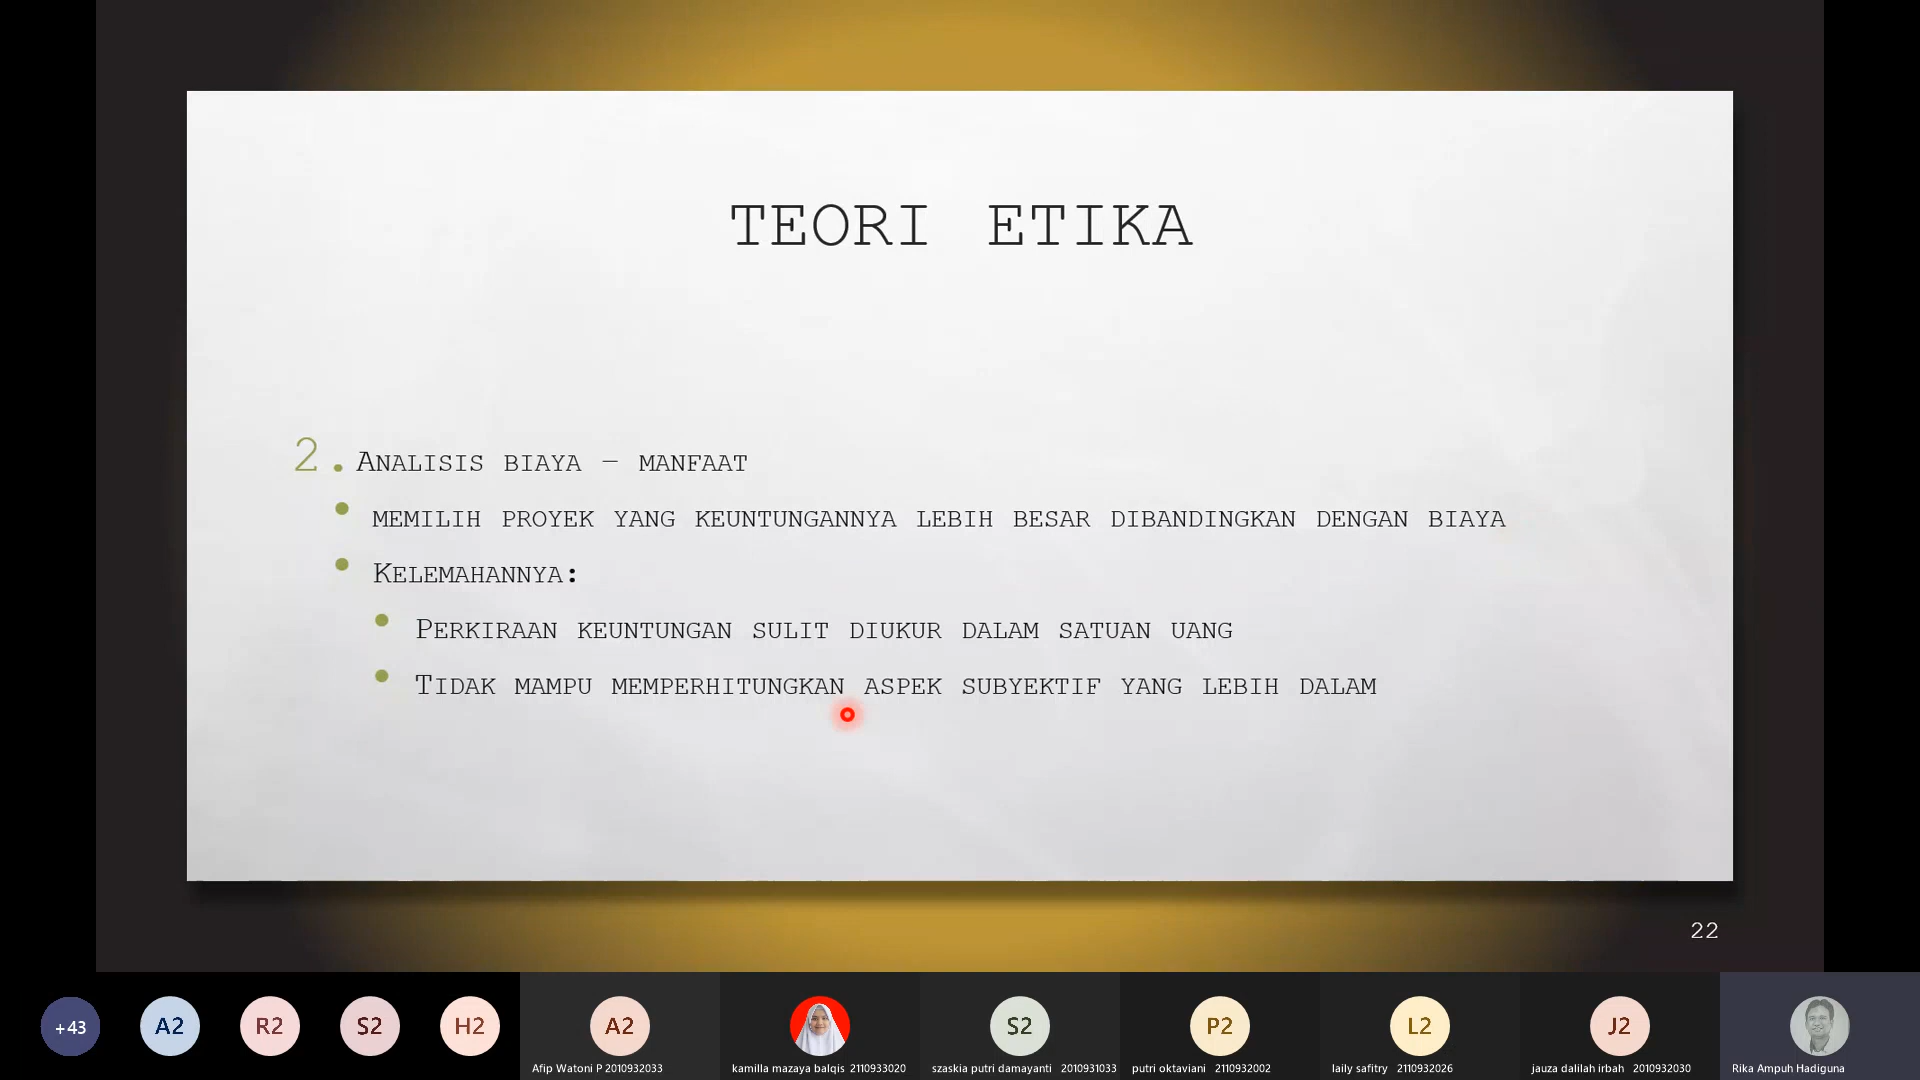 TEORI ETIKA
2. ANALISIS BIAYA – MANFAAT
• MEMILIH PROYEK YANG KEUNTUNGANNYA LEBIH BESAR DIBANDINGKAN DENGAN BIAYA
• KELEMAHANNYA:
• PERKIRAAN KEUNTUNGAN SULIT DIUKUR DALAM SATUAN UANG
• TIDAK MAMPU MEMPERHITUNGKAN ASPEK SUBYEKTIF YANG LEBIH DALAM
22
+43 A2 R2 S2 H2 A2 S2 P2 L2 J2
Afip Watoni P 2010932033 kamilla mazaya balqis 2110933020 szaskia putri damayanti 2010931033 putri oktaviani 2110932002 laily safitry 2110932026 jauza dalilah irbah 2010932030 Rika Ampuh Hadiguna